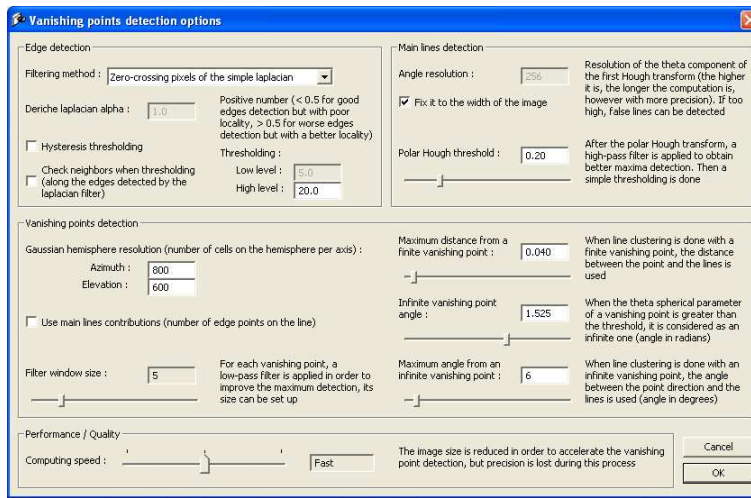 Vanishing points detection options
Edge detection
Filtering method :
Zero-crossing pixels of the simple laplacian
Deriche laplacian alpha :
1.0
Positive number (< 0.5 for good
edges detection but with poor
locality, > 0.5 for worse edges
detection but with a better locality)
Hysteresis thresholding
Check neighbors when thresholding
(along the edges detected by the
laplacian filter)
Thresholding :
Low level :
5.0
High level :
20.0
Main lines detection
Angle resolution :
256
Fix it to the width of the image
Resolution of the theta component of
the first Hough transform (the higher
it is, the longer the computation is,
however with more precision). If too
high, false lines can be detected
Polar Hough threshold :
0.20
After the polar Hough transform, a
high-pass filter is applied to obtain
better maxima detection. Then a
simple thresholding is done
Vanishing points detection
Gaussian hemisphere resolution (number of cells on the hemisphere per axis) :
Azimuth :
800
Elevation :
600
Use main lines contributions (number of edge points on the line)
Filter window size :
5
For each vanishing point, a
low-pass filter is applied in order to
improve the maximum detection, its
size can be set up
Maximum distance from a
finite vanishing point :
0.040
When line clustering is done with a
finite vanishing point, the distance
between the point and the lines is
used
Infinite vanishing point
angle :
1.525
When the theta spherical parameter
of a vanishing point is greater than
the threshold, it is considered as an
infinite one (angle in radians)
Maximum angle from an
infinite vanishing point :
6
When line clustering is done with an
infinite vanishing point, the angle
between the point direction and the
lines is used (angle in degrees)
Performance / Quality
Computing speed :
Fast
The image size is reduced in order to accelerate the vanishing
point detection, but precision is lost during this process
Cancel
OK